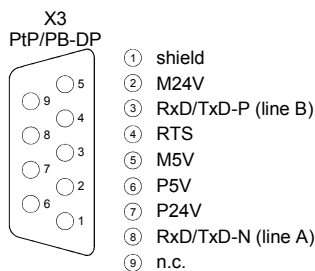 X3
PtP/PB-DP
5
9
4
8
3
7
2
6
1
1 shield
2 M24V
3 RxD/TxD-P (line B)
4 RTS
5 M5V
6 P5V
7 P24V
8 RxD/TxD-N (line A)
9 n.c.